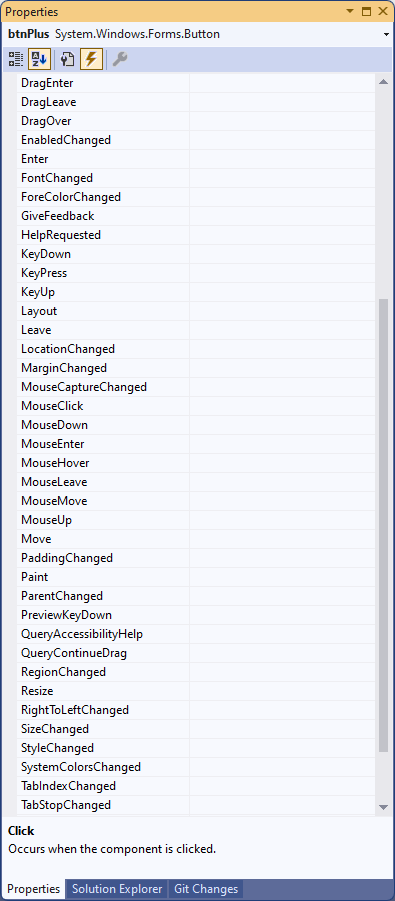 Properties
btnPlus System.Windows.Forms.Button
DragEnter
DragLeave
DragOver
EnabledChanged
Enter
FontChanged
ForeColorChanged
GiveFeedback
HelpRequested
KeyDown
KeyPress
KeyUp
Layout
Leave
LocationChanged
MarginChanged
MouseCaptureChanged
MouseClick
MouseDown
MouseEnter
MouseHover
MouseLeave
MouseMove
MouseUp
Move
PaddingChanged
Paint
ParentChanged
PreviewKeyDown
QueryAccessibilityHelp
QueryContinueDrag
RegionChanged
Resize
RightToLeftChanged
SizeChanged
StyleChanged
SystemColorsChanged
TabIndexChanged
TabStopChanged
Click
Occurs when the component is clicked.
Properties Solution Explorer Git Changes